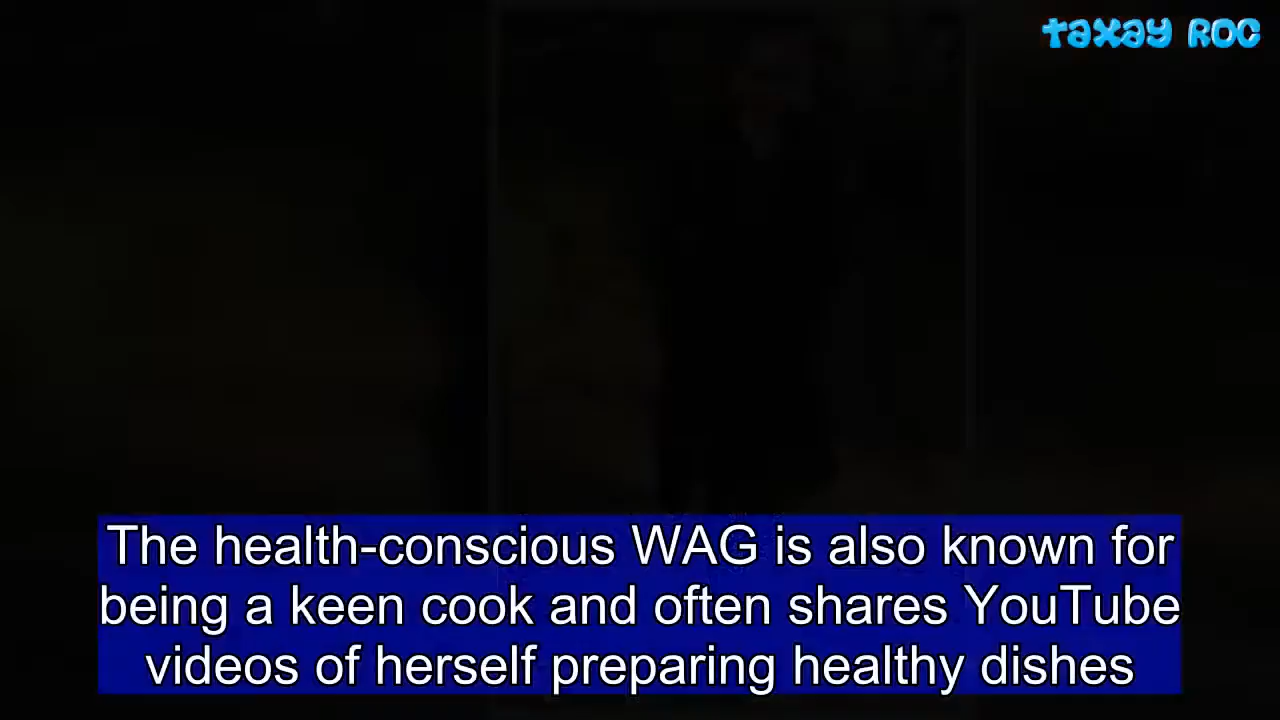 TaXaY ROC
The health-conscious WAG is also known for
being a keen cook and often shares YouTube
videos of herself preparing healthy dishes